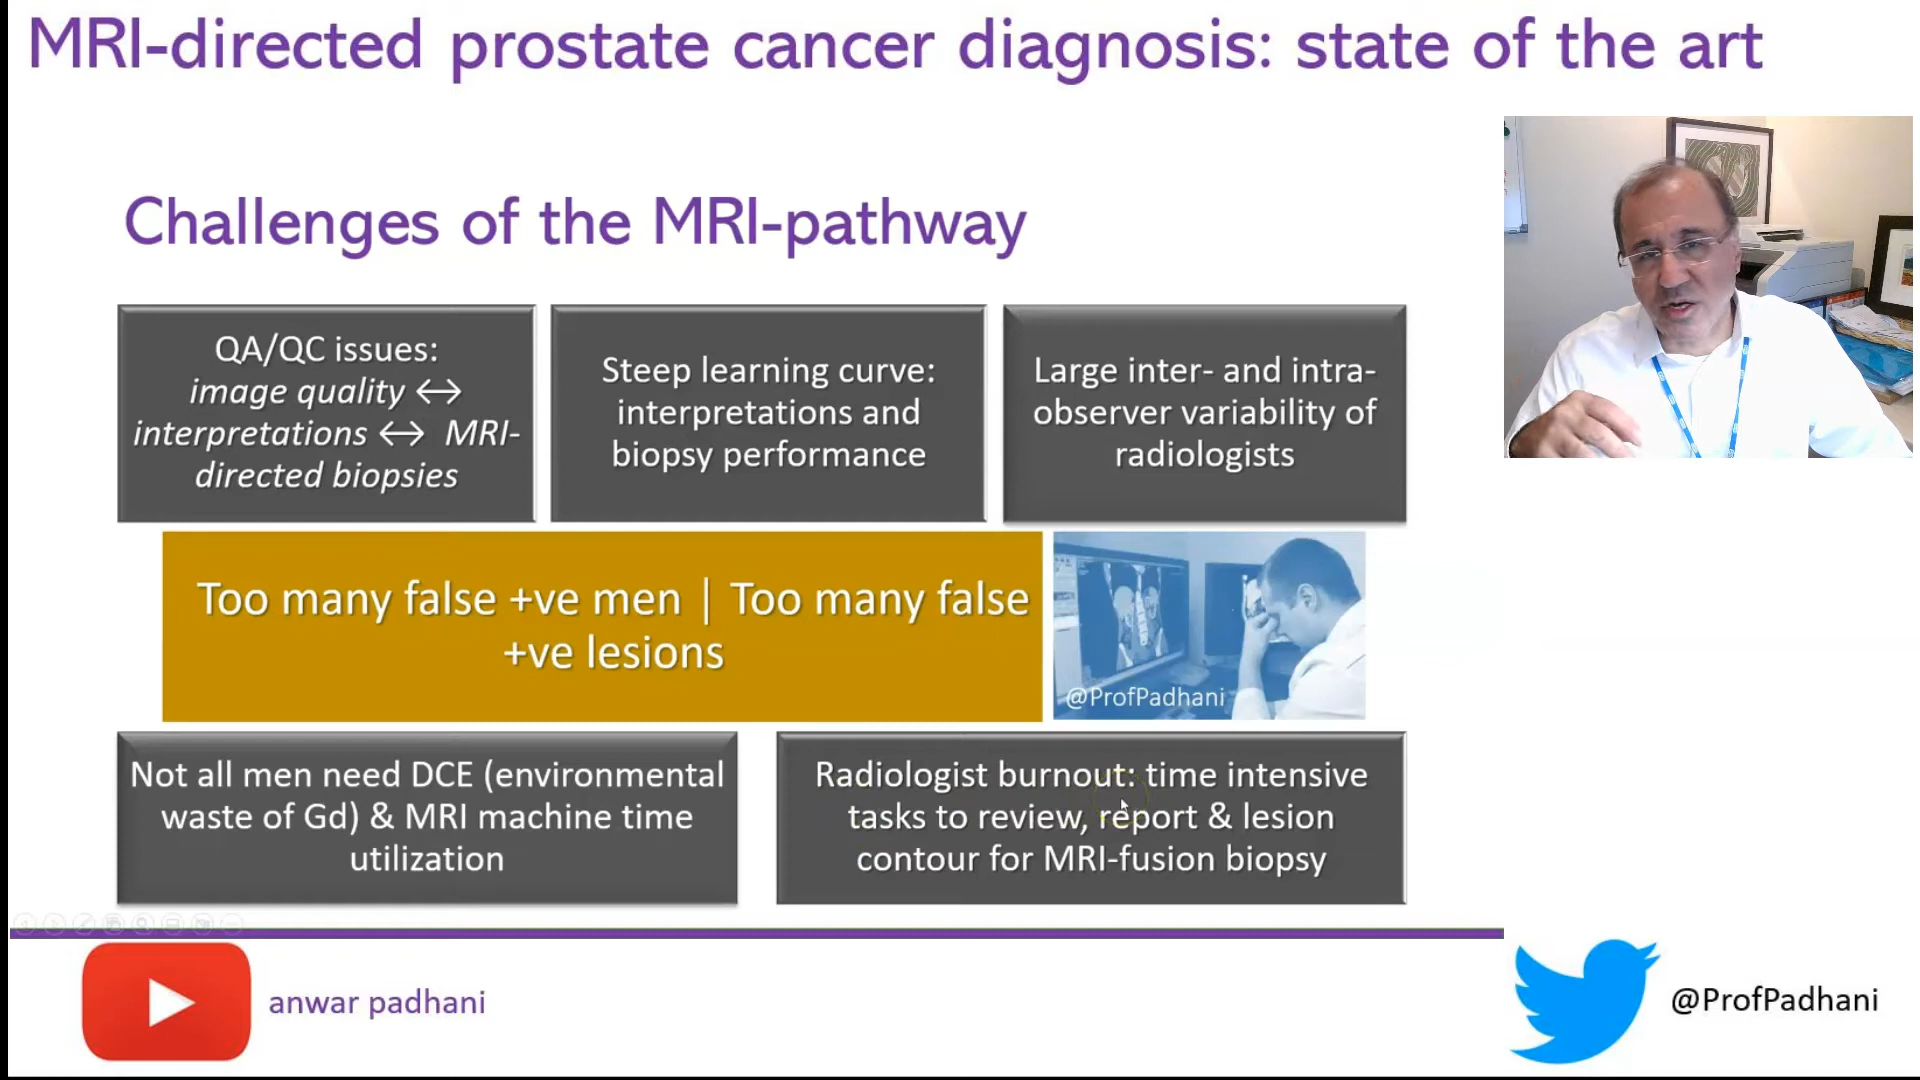 MRI-directed prostate cancer diagnosis: state of the art
Challenges of the MRI-pathway
QA/QC issues:
image quality ↔
interpretations ↔ MRI-
directed biopsies
Steep learning curve:
interpretations and
biopsy performance
Large inter- and intra-
observer variability of
radiologists
Too many false +ve men | Too many false
+ve lesions
@ProfPadhani
Not all men need DCE (environmental
waste of Gd) & MRI machine time
utilization
Radiologist burnout: time intensive
tasks to review, report & lesion
contour for MRI-fusion biopsy
anwar padhani
@ProfPadhani